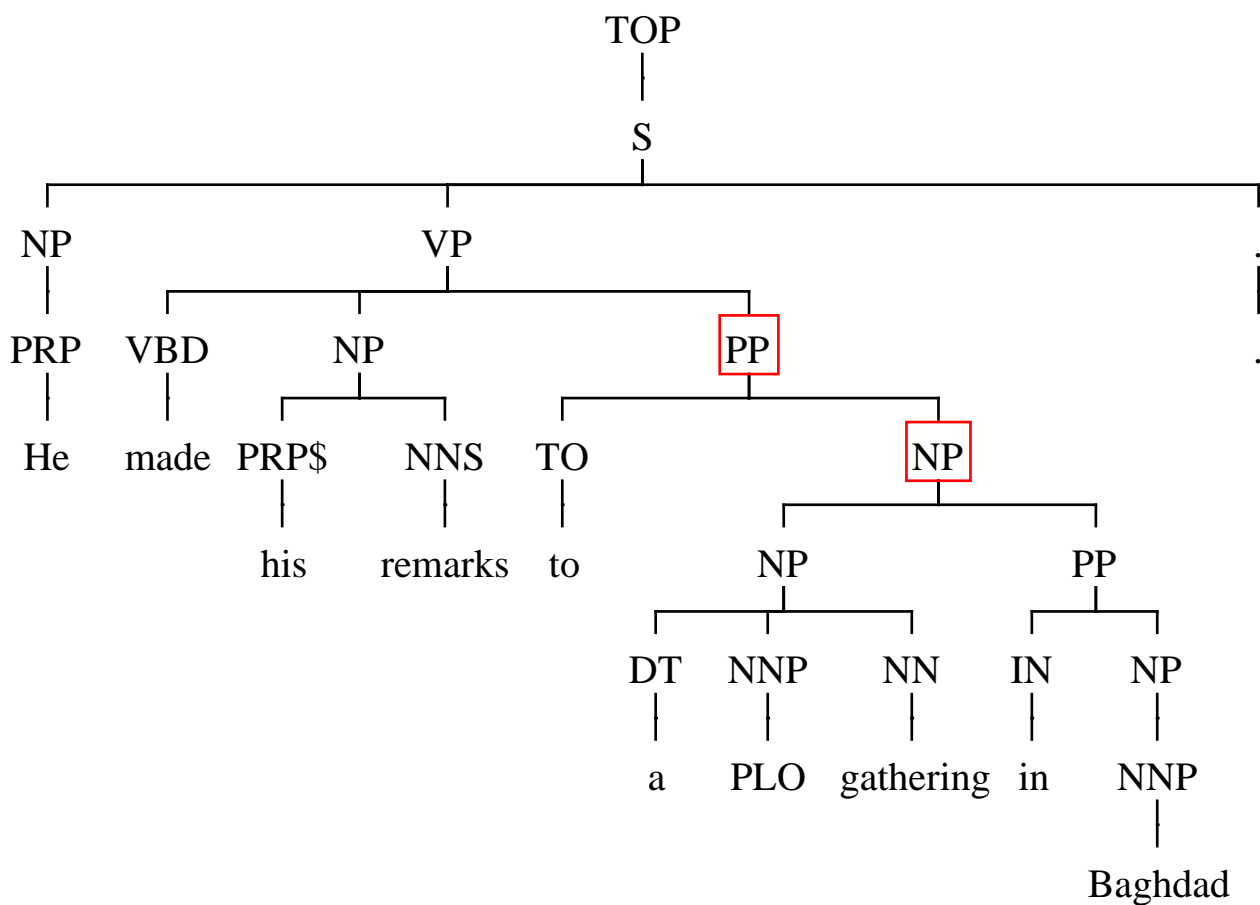 TOP
S
NP VP .
PRP VBD NP PP .
He made PRP$ NNS TO NP
his remarks to NP PP
DT NNP NN IN NP
a PLO gathering in NNP
Baghdad